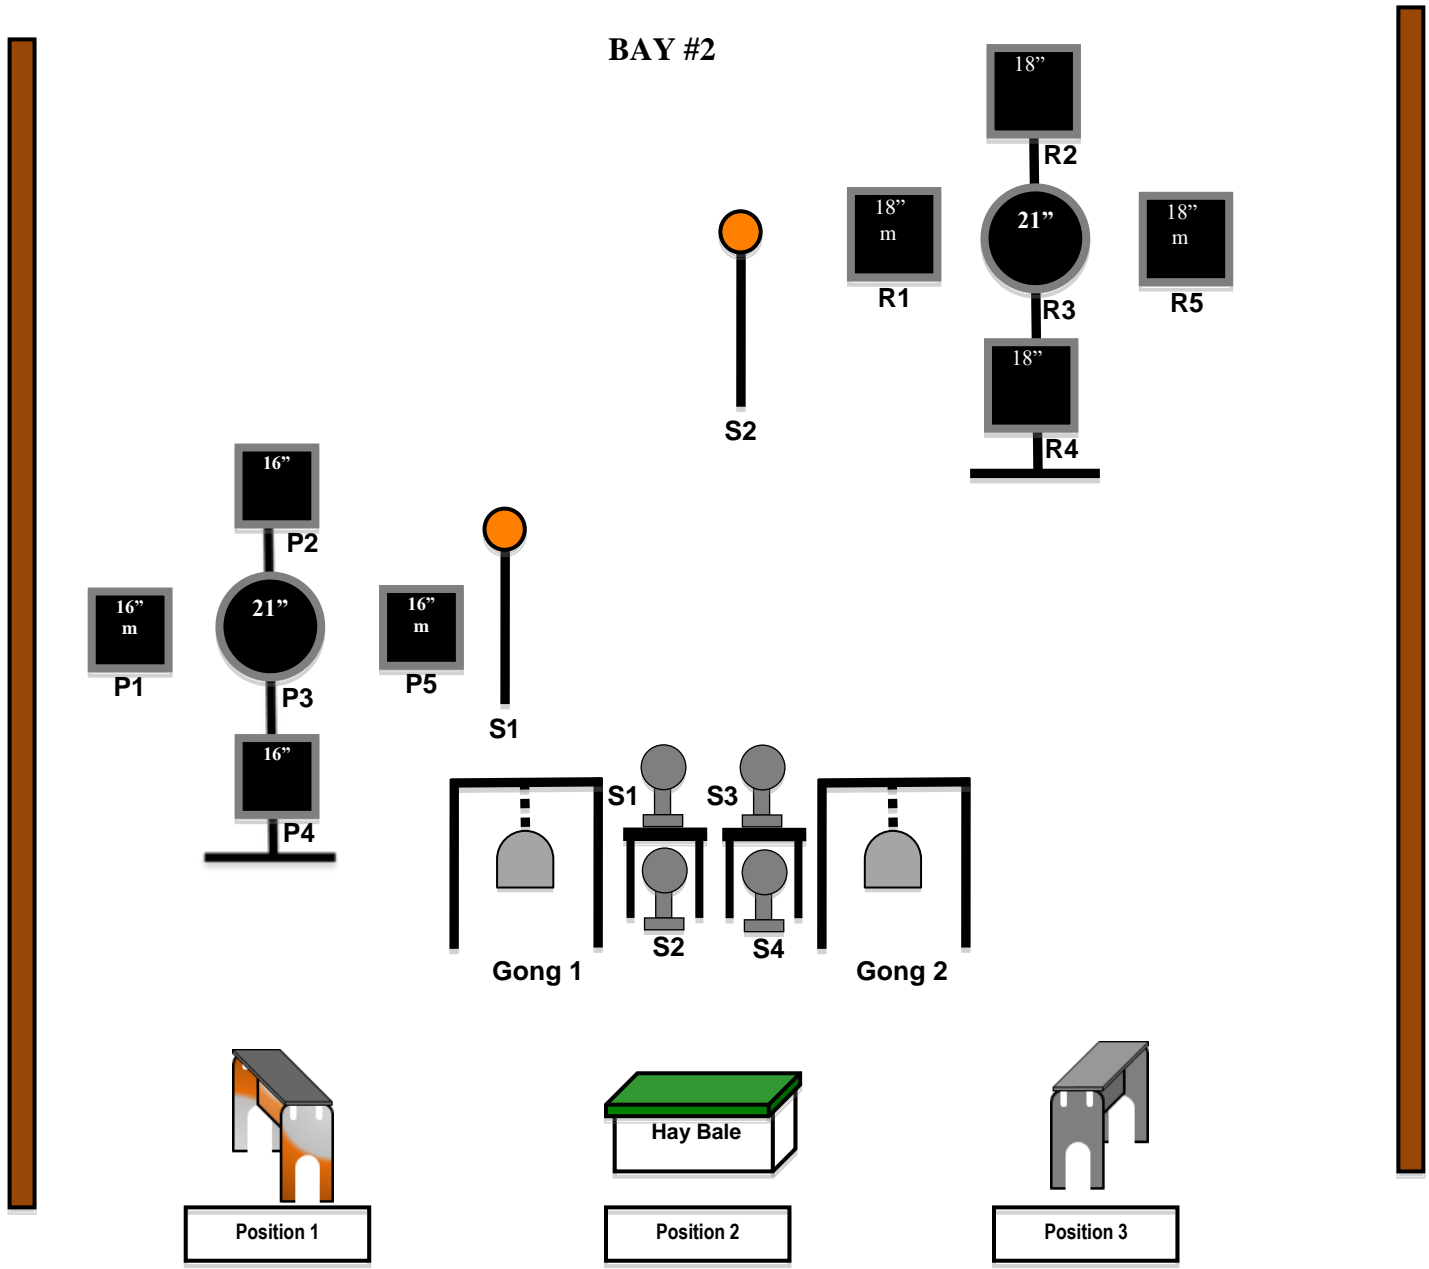 BAY #2
18”
R2
18”
m
R1
21”
R3
18”
m
R5
18”
R4
S2
16”
P2
16”
m
P1
21”
P3
16”
m
P5
16”
P4
S1
S1
S3
S2
S4
Gong 1
Gong 2
Hay Bale
Position 1
Position 2
Position 3